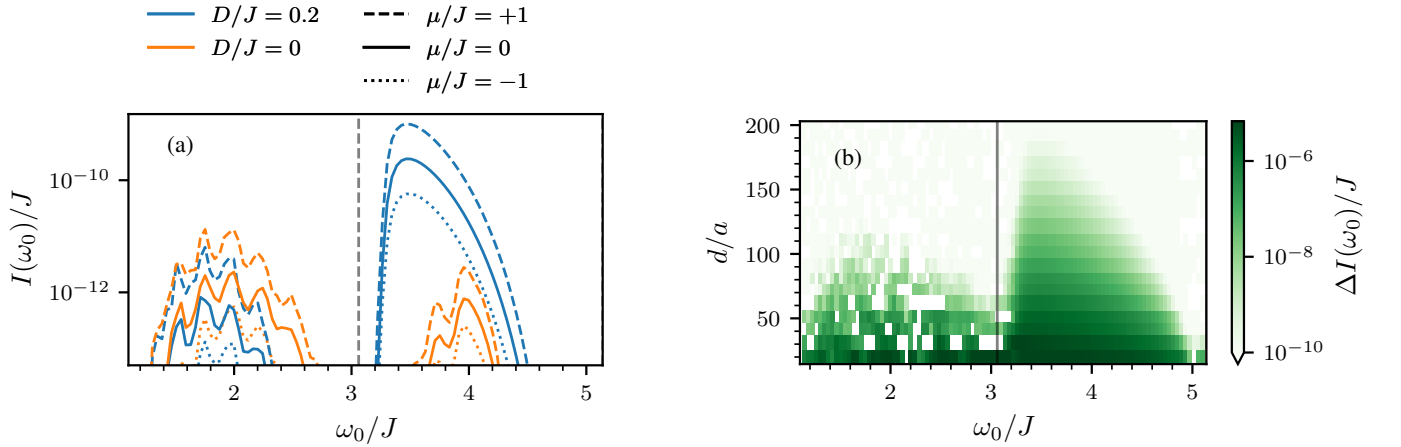 D/J = 0.2 μ/J = +1
D/J = 0 μ/J = 0
μ/J = −1
(a)
10⁻¹⁰
10⁻¹²
I(ω₀)/J
2 3 4 5
ω₀/J
(b)
200
150
100
50
d/a
2 3 4 5
ω₀/J
10⁻⁶
10⁻⁸
10⁻¹⁰
ΔI(ω₀)/J